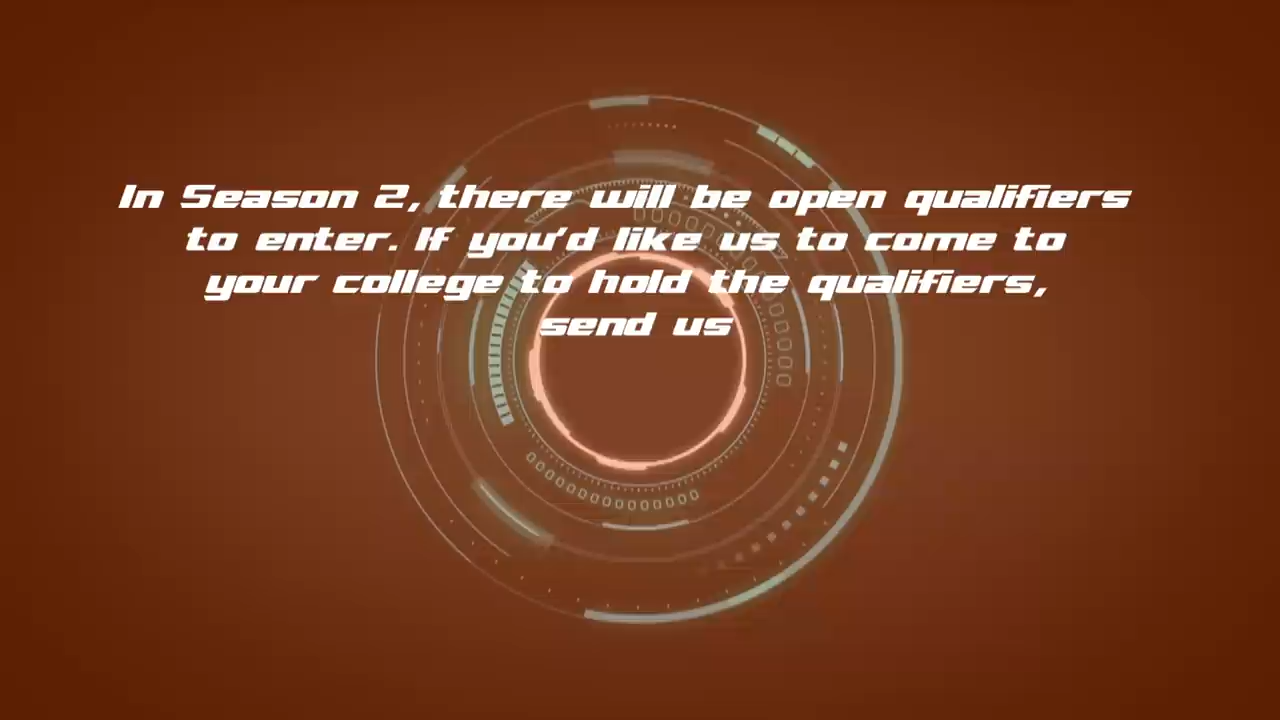 In Season 2, there will be open qualifiers
to enter. If you'd like us to come to
your college to hold the qualifiers,
send us